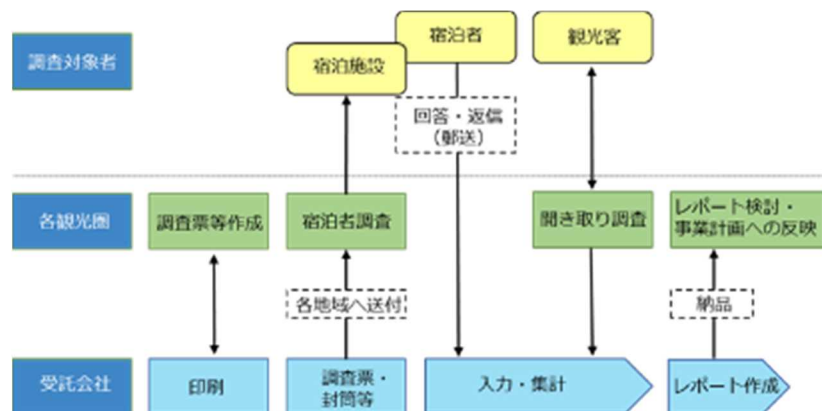 調査対象者
宿泊施設
宿泊者
観光客
回答・返信
(郵送)
各観光圏
調査票等作成
宿泊者調査
聞き取り調査
レポート検討・
事業計画への反映
各地域へ送付
納品
受託会社
印刷
調査票・
封筒等
入力・集計
レポート作成